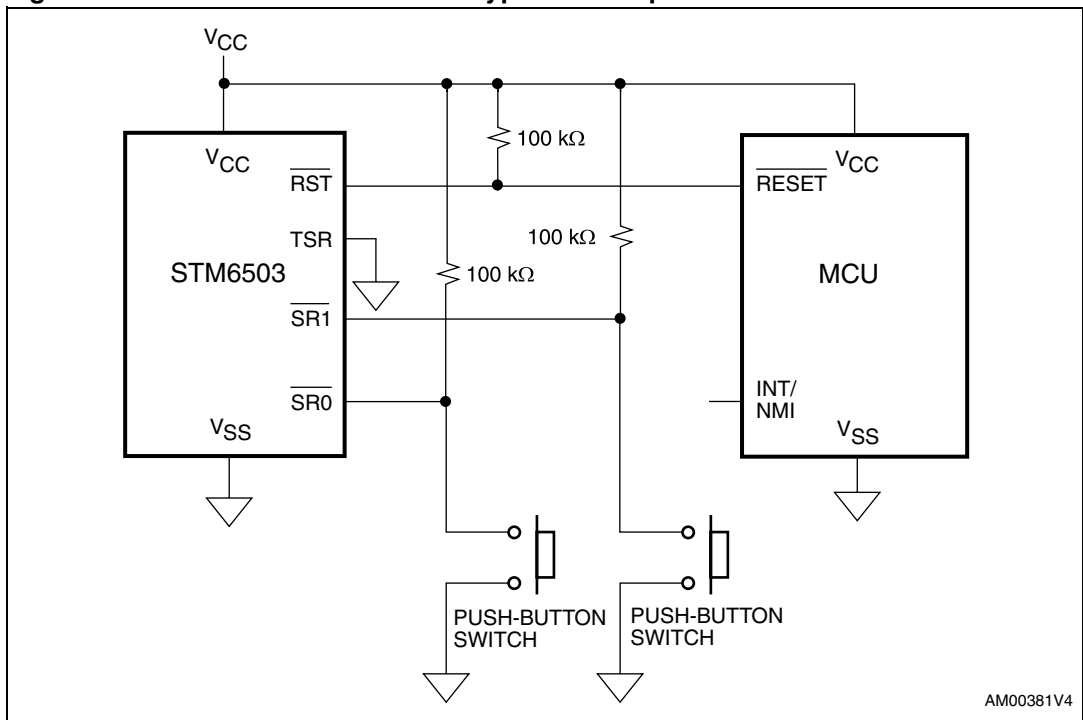 VCC
VCC
RST
TSR
STM6503
SR1
SR0
VSS
100 kΩ
100 kΩ
100 kΩ
VCC
RESET
MCU
INT/
NMI
VSS
PUSH-BUTTON
SWITCH
PUSH-BUTTON
SWITCH
AM00381V4